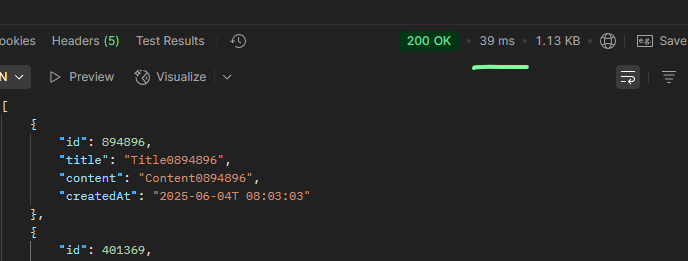 ookies Headers (5) Test Results 200 OK • 39 ms • 1.13 KB • e.g. Save
N Preview Visualize
[
{
"id": 894896,
"title": "Title0894896",
"content": "Content0894896",
"createdAt": "2025-06-04T 08:03:03"
},
{
"id": 401369,